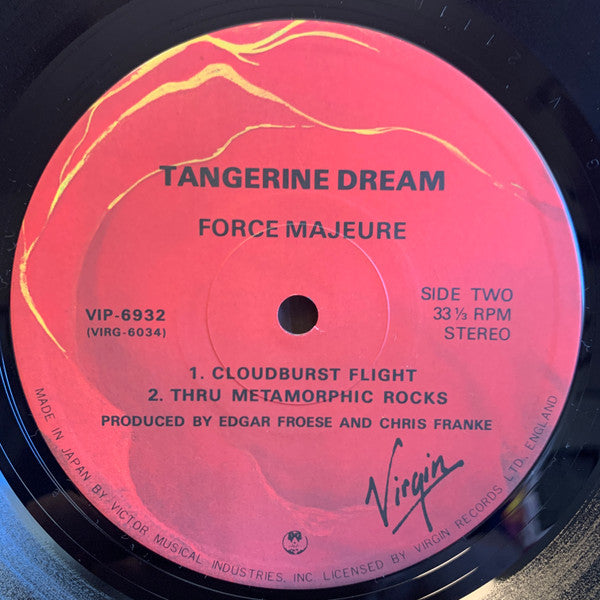 TANGERINE DREAM
FORCE MAJEURE
VIP-6932
(VIRG-6034)
SIDE TWO
33 ⅓ RPM
STEREO
1. CLOUDBURST FLIGHT
2. THRU METAMORPHIC ROCKS
PRODUCED BY EDGAR FROESE AND CHRIS FRANKE
Virgin
MADE IN JAPAN BY VICTOR MUSICAL INDUSTRIES, INC. LICENSED BY VIRGIN RECORDS LTD., ENGLAND